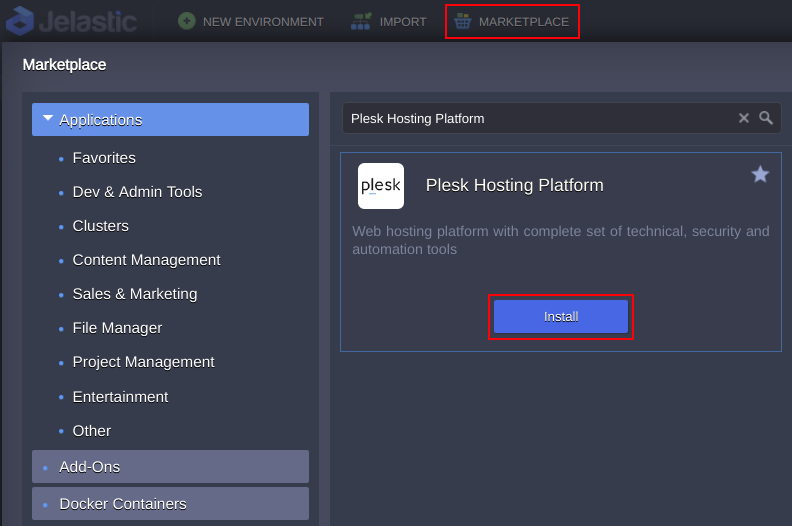 Jelastic
NEW ENVIRONMENT
IMPORT
MARKETPLACE
Marketplace
Applications
Favorites
Dev & Admin Tools
Clusters
Content Management
Sales & Marketing
File Manager
Project Management
Entertainment
Other
Add-Ons
Docker Containers
Plesk Hosting Platform
plesk
Plesk Hosting Platform
Web hosting platform with complete set of technical, security and
automation tools
Install